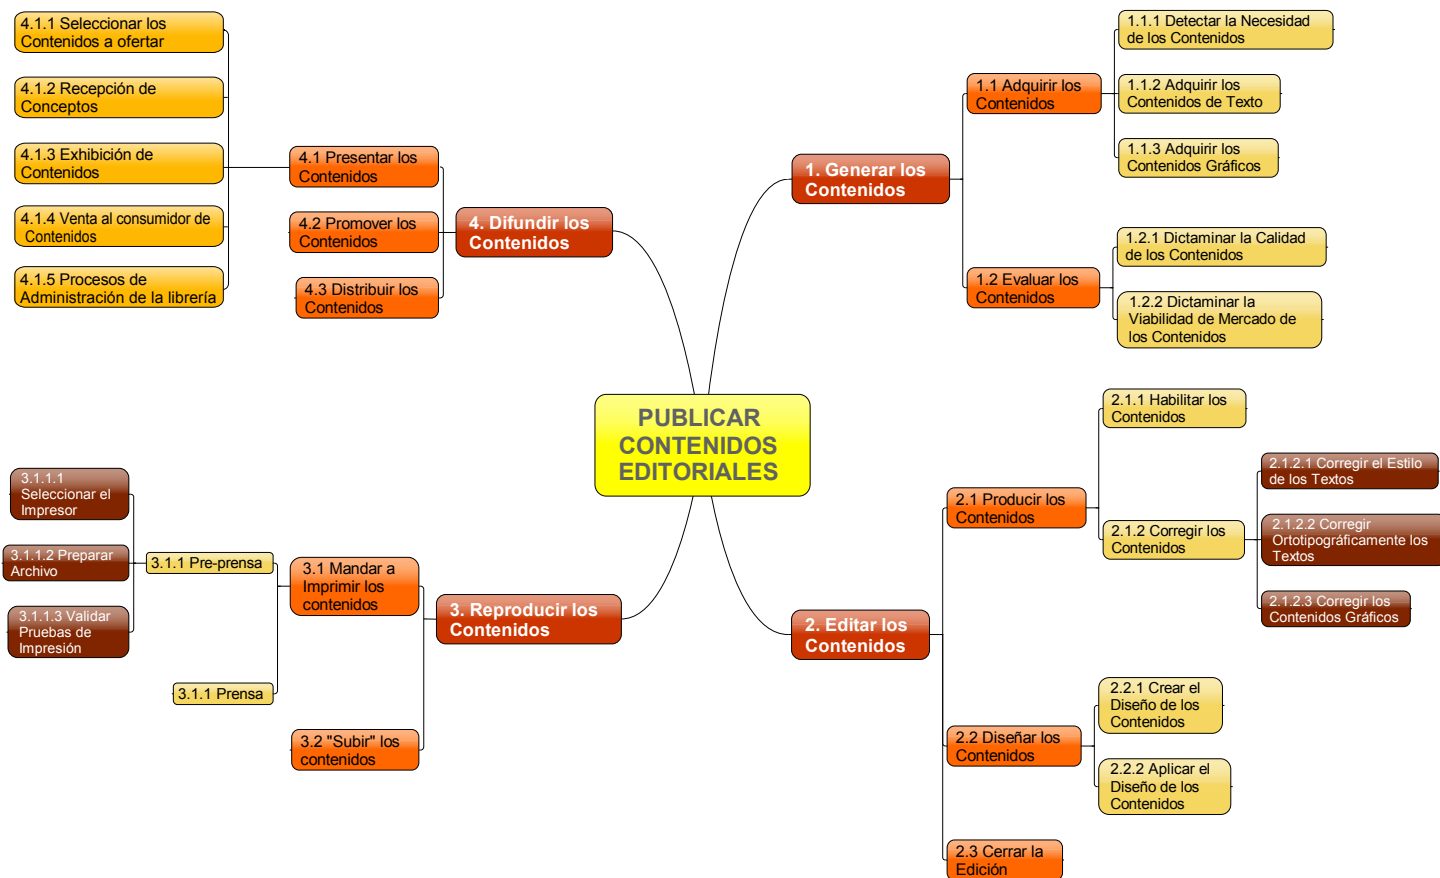 PUBLICAR
CONTENIDOS
EDITORIALES
1. Generar los
Contenidos
1.1 Adquirir los
Contenidos
1.1.1 Detectar la Necesidad
de los Contenidos
1.1.2 Adquirir los
Contenidos de Texto
1.1.3 Adquirir los
Contenidos Gráficos
1.2 Evaluar los
Contenidos
1.2.1 Dictaminar la Calidad
de los Contenidos
1.2.2 Dictaminar la
Viabilidad de Mercado de
los Contenidos
2. Editar los
Contenidos
2.1 Producir los
Contenidos
2.1.1 Habilitar los
Contenidos
2.1.2 Corregir los
Contenidos
2.1.2.1 Corregir el Estilo
de los Textos
2.1.2.2 Corregir
Ortotipográficamente los
Textos
2.1.2.3 Corregir los
Contenidos Gráficos
2.2 Diseñar los
Contenidos
2.2.1 Crear el
Diseño de los
Contenidos
2.2.2 Aplicar el
Diseño de los
Contenidos
2.3 Cerrar la
Edición
3. Reproducir los
Contenidos
3.1 Mandar a
Imprimir los
contenidos
3.1.1 Pre-prensa
3.1.1.1
Seleccionar el
Impresor
3.1.1.2 Preparar
Archivo
3.1.1.3 Validar
Pruebas de
Impresión
3.1.1 Prensa
3.2 "Subir" los
contenidos
4. Difundir los
Contenidos
4.1 Presentar los
Contenidos
4.1.1 Seleccionar los
Contenidos a ofertar
4.1.2 Recepción de
Conceptos
4.1.3 Exhibición de
Contenidos
4.1.4 Venta al consumidor de
Contenidos
4.1.5 Procesos de
Administración de la librería
4.2 Promover los
Contenidos
4.3 Distribuir los
Contenidos